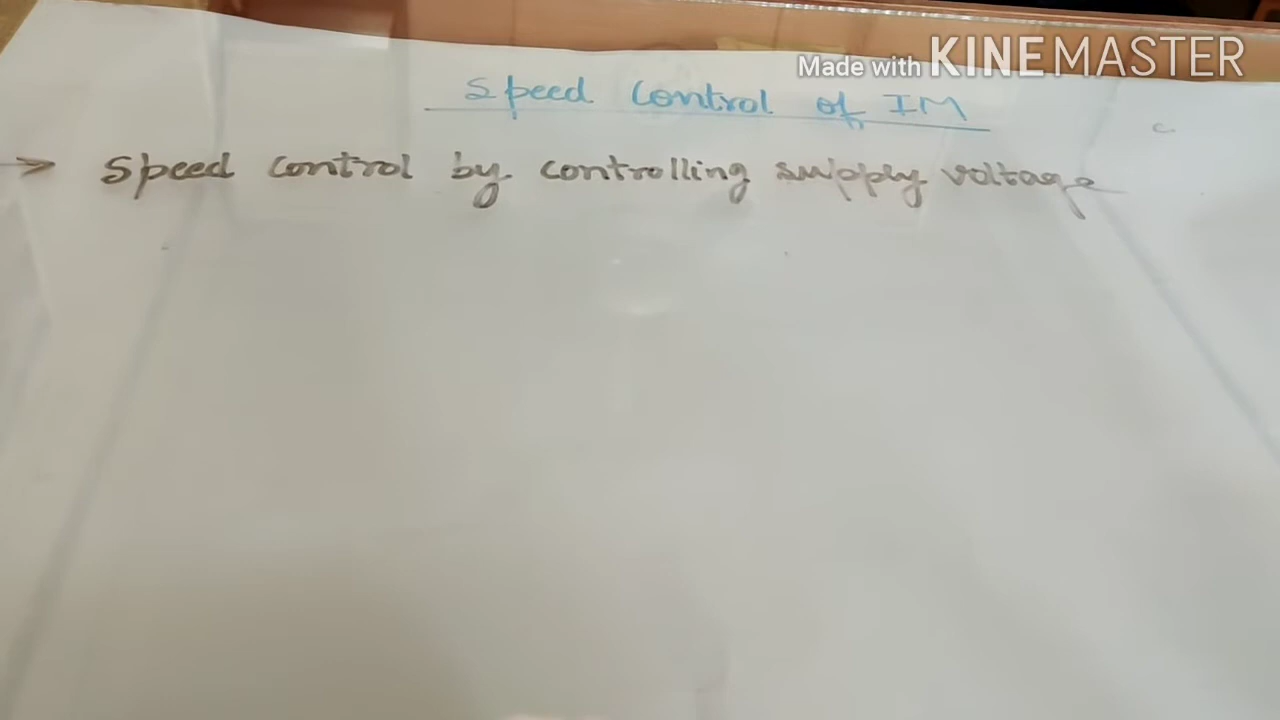 Made with KINEMASTER
Speed control of IM
> Speed control by controlling supply voltage